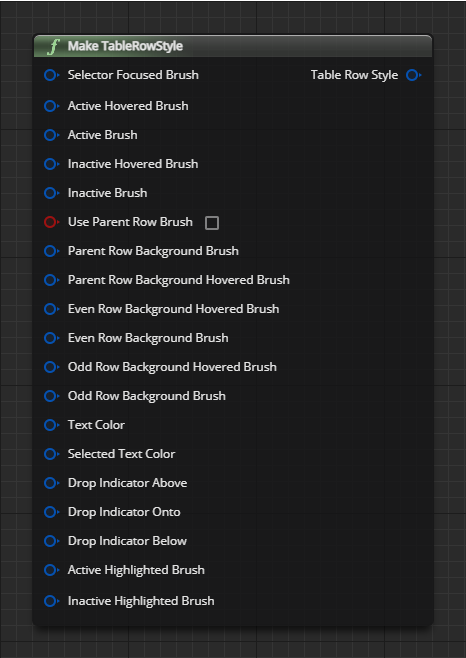 f Make TableRowStyle
Selector Focused Brush Table Row Style
Active Hovered Brush
Active Brush
Inactive Hovered Brush
Inactive Brush
Use Parent Row Brush
Parent Row Background Brush
Parent Row Background Hovered Brush
Even Row Background Hovered Brush
Even Row Background Brush
Odd Row Background Hovered Brush
Odd Row Background Brush
Text Color
Selected Text Color
Drop Indicator Above
Drop Indicator Onto
Drop Indicator Below
Active Highlighted Brush
Inactive Highlighted Brush